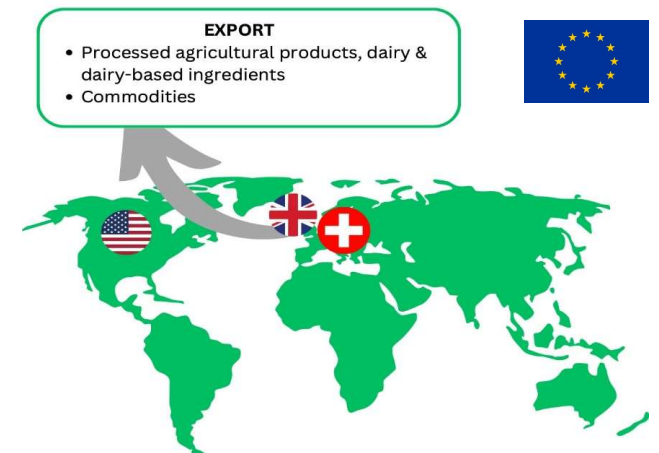 EXPORT
• Processed agricultural products, dairy &
dairy-based ingredients
• Commodities